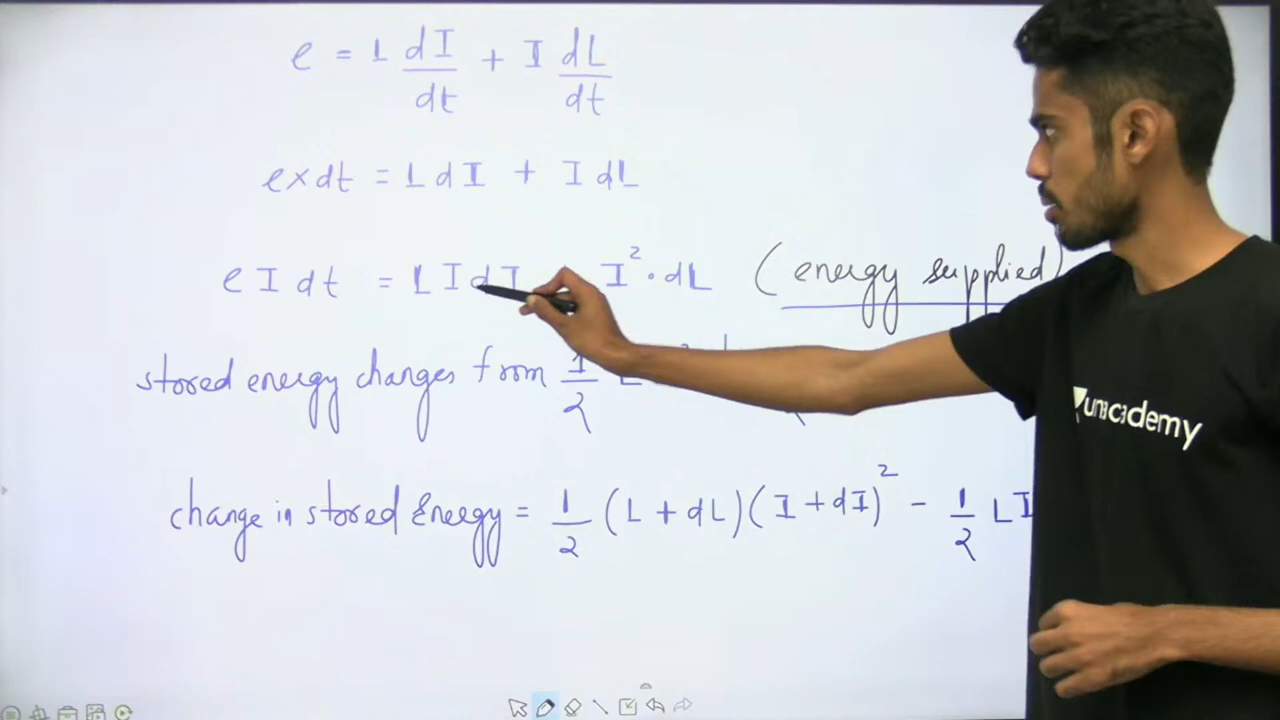 e = L dI/dt + I dL/dt
e x dt = L dI + I dL
e I dt = L I dI I² · dL (energy supplied)
stored energy changes from 1/2 L
change in stored Energy = 1/2 (L + dL)(I + dI)² - 1/2 LI
unacademy